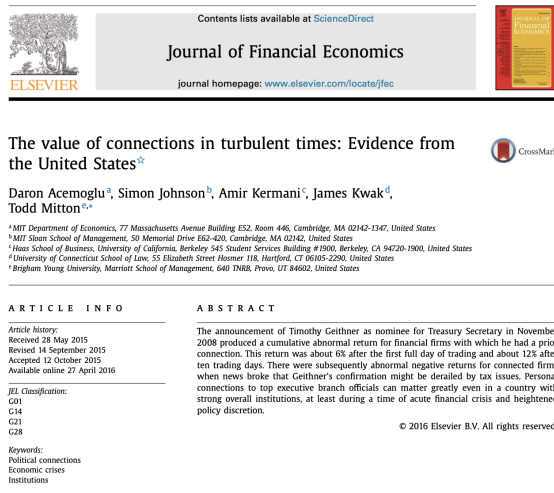 Contents lists available at ScienceDirect
Journal of Financial Economics
journal homepage: www.elsevier.com/locate/jfec
ELSEVIER
JOURNAL OF
Financial
ECONOMICS
The value of connections in turbulent times: Evidence from
the United States☆
CrossMark
Daron Acemoglu a, Simon Johnson b, Amir Kermani c, James Kwak d,
Todd Mitton e,*
a MIT Department of Economics, 77 Massachusetts Avenue Building E52, Room 446, Cambridge, MA 02142-1347, United States
b MIT Sloan School of Management, 50 Memorial Drive E62-420, Cambridge, MA 02142, United States
c Haas School of Business, University of California, Berkeley 545 Student Services Building #1900, Berkeley, CA 94720-1900, United States
d University of Connecticut School of Law, 55 Elizabeth Street Hosmer 118, Hartford, CT 06105-2290, United States
e Brigham Young University, Marriott School of Management, 640 TNRB, Provo, UT 84602, United States
ARTICLE INFO
Article history:
Received 28 May 2015
Revised 14 September 2015
Accepted 12 October 2015
Available online 27 April 2016
JEL Classification:
G01
G14
G21
G28
Keywords:
Political connections
Economic crises
Institutions
ABSTRACT
The announcement of Timothy Geithner as nominee for Treasury Secretary in Novembe
2008 produced a cumulative abnormal return for financial firms with which he had a prio
connection. This return was about 6% after the first full day of trading and about 12% afte
ten trading days. There were subsequently abnormal negative returns for connected firm
when news broke that Geithner's confirmation might be derailed by tax issues. Persona
connections to top executive branch officials can matter greatly even in a country with
strong overall institutions, at least during a time of acute financial crisis and heightene
policy discretion.
© 2016 Elsevier B.V. All rights reserved